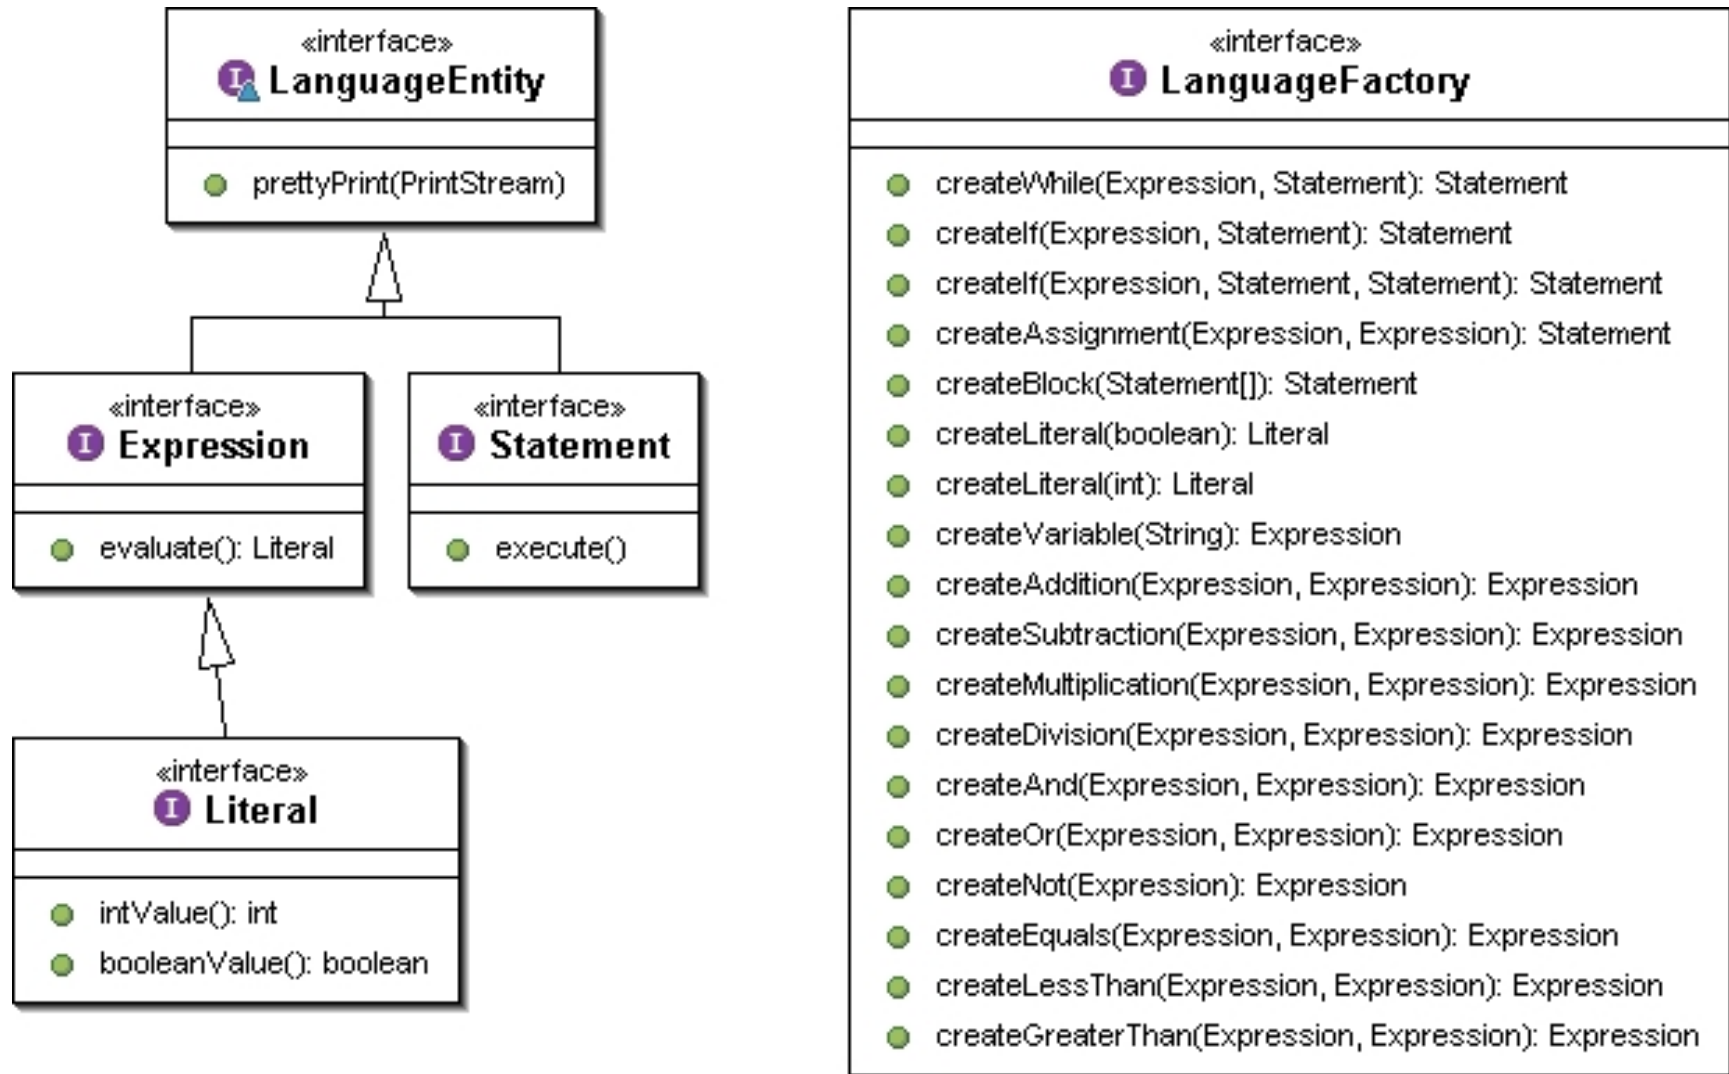 «interface»
LanguageEntity
prettyPrint(PrintStream)
«interface»
Expression
evaluate(): Literal
«interface»
Statement
execute()
«interface»
Literal
intValue(): int
booleanValue(): boolean
«interface»
LanguageFactory
createWhile(Expression, Statement): Statement
createIf(Expression, Statement): Statement
createIf(Expression, Statement, Statement): Statement
createAssignment(Expression, Expression): Statement
createBlock(Statement[]): Statement
createLiteral(boolean): Literal
createLiteral(int): Literal
createVariable(String): Expression
createAddition(Expression, Expression): Expression
createSubtraction(Expression, Expression): Expression
createMultiplication(Expression, Expression): Expression
createDivision(Expression, Expression): Expression
createAnd(Expression, Expression): Expression
createOr(Expression, Expression): Expression
createNot(Expression): Expression
createEquals(Expression, Expression): Expression
createLessThan(Expression, Expression): Expression
createGreaterThan(Expression, Expression): Expression